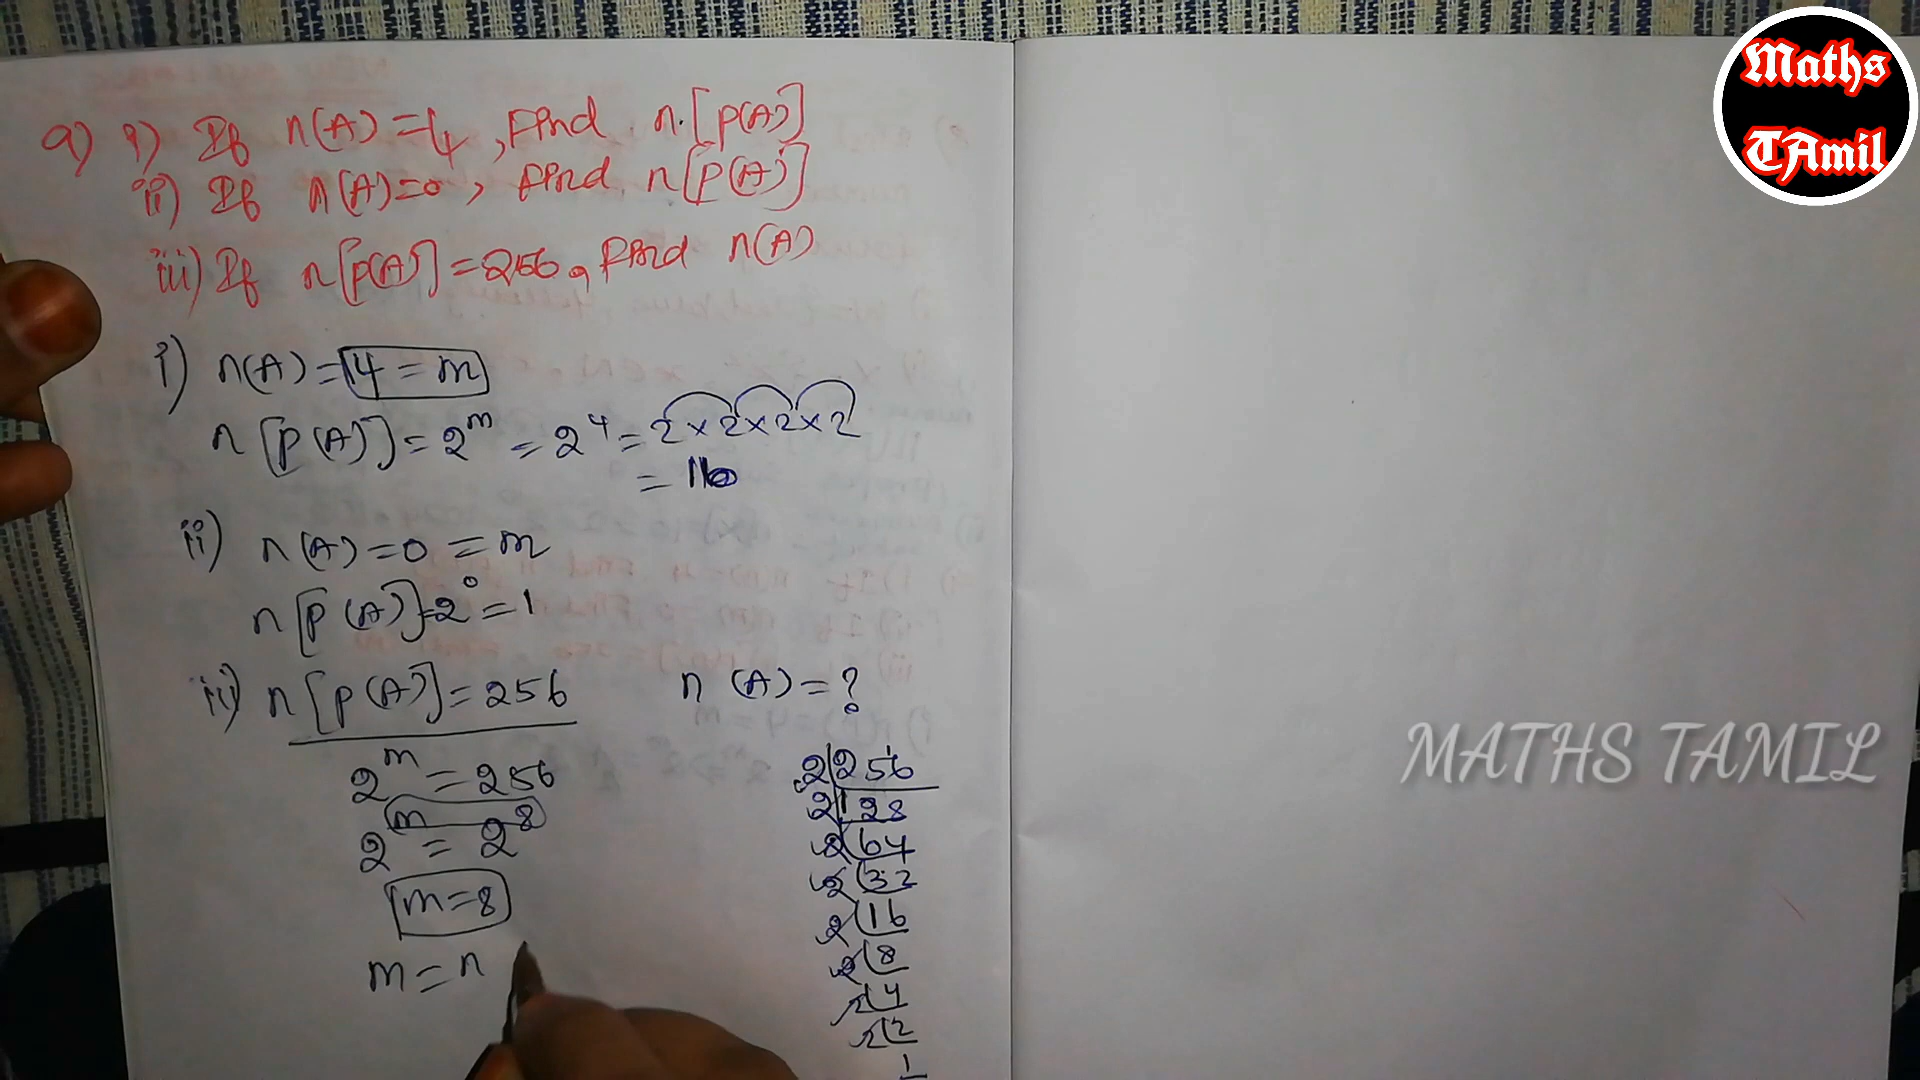 9) i) If n(A)=4, Find n.[P(A)]
ii) If n(A)=0, Find n[P(A)]
iii) If n[P(A)]=256, Find n(A)
i) n(A)=4=m
n[P(A)]=2^m=2^4=2×2×2×2
=16
ii) n(A)=0=m
n[P(A)]=2^0=1
iii) n[P(A)]=256 n(A)=?
2^m=256
2^m=2^8
m=8
m=n
2|256
2|128
2|64
2|32
2|16
2|8
2|4
2|2
1
Maths
TAmil
MATHS TAMIL